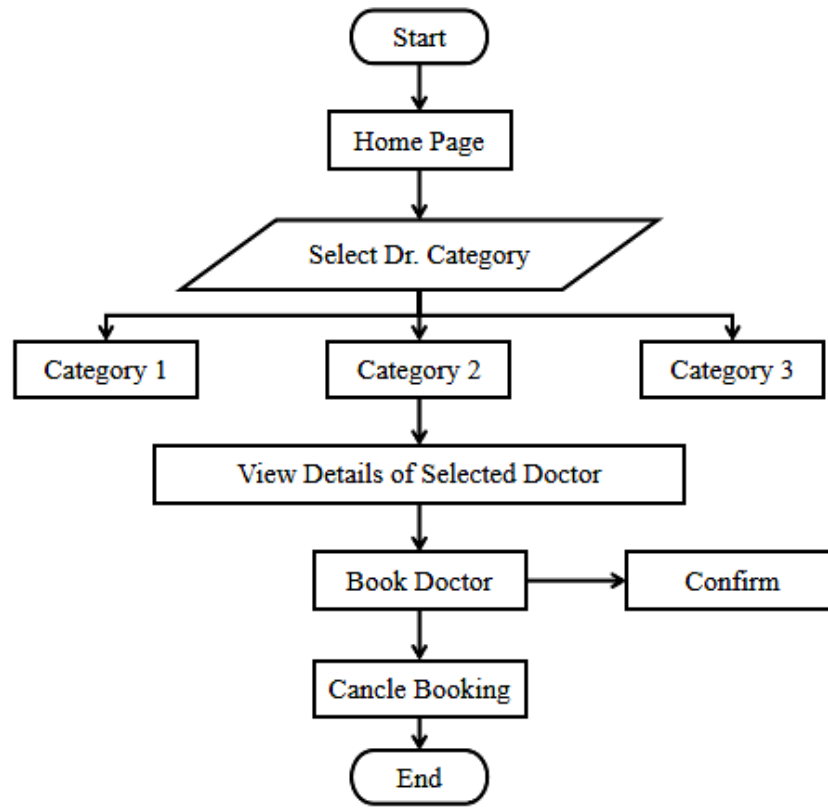 Start
Home Page
Select Dr. Category
Category 1
Category 2
Category 3
View Details of Selected Doctor
Book Doctor
Confirm
Cancle Booking
End